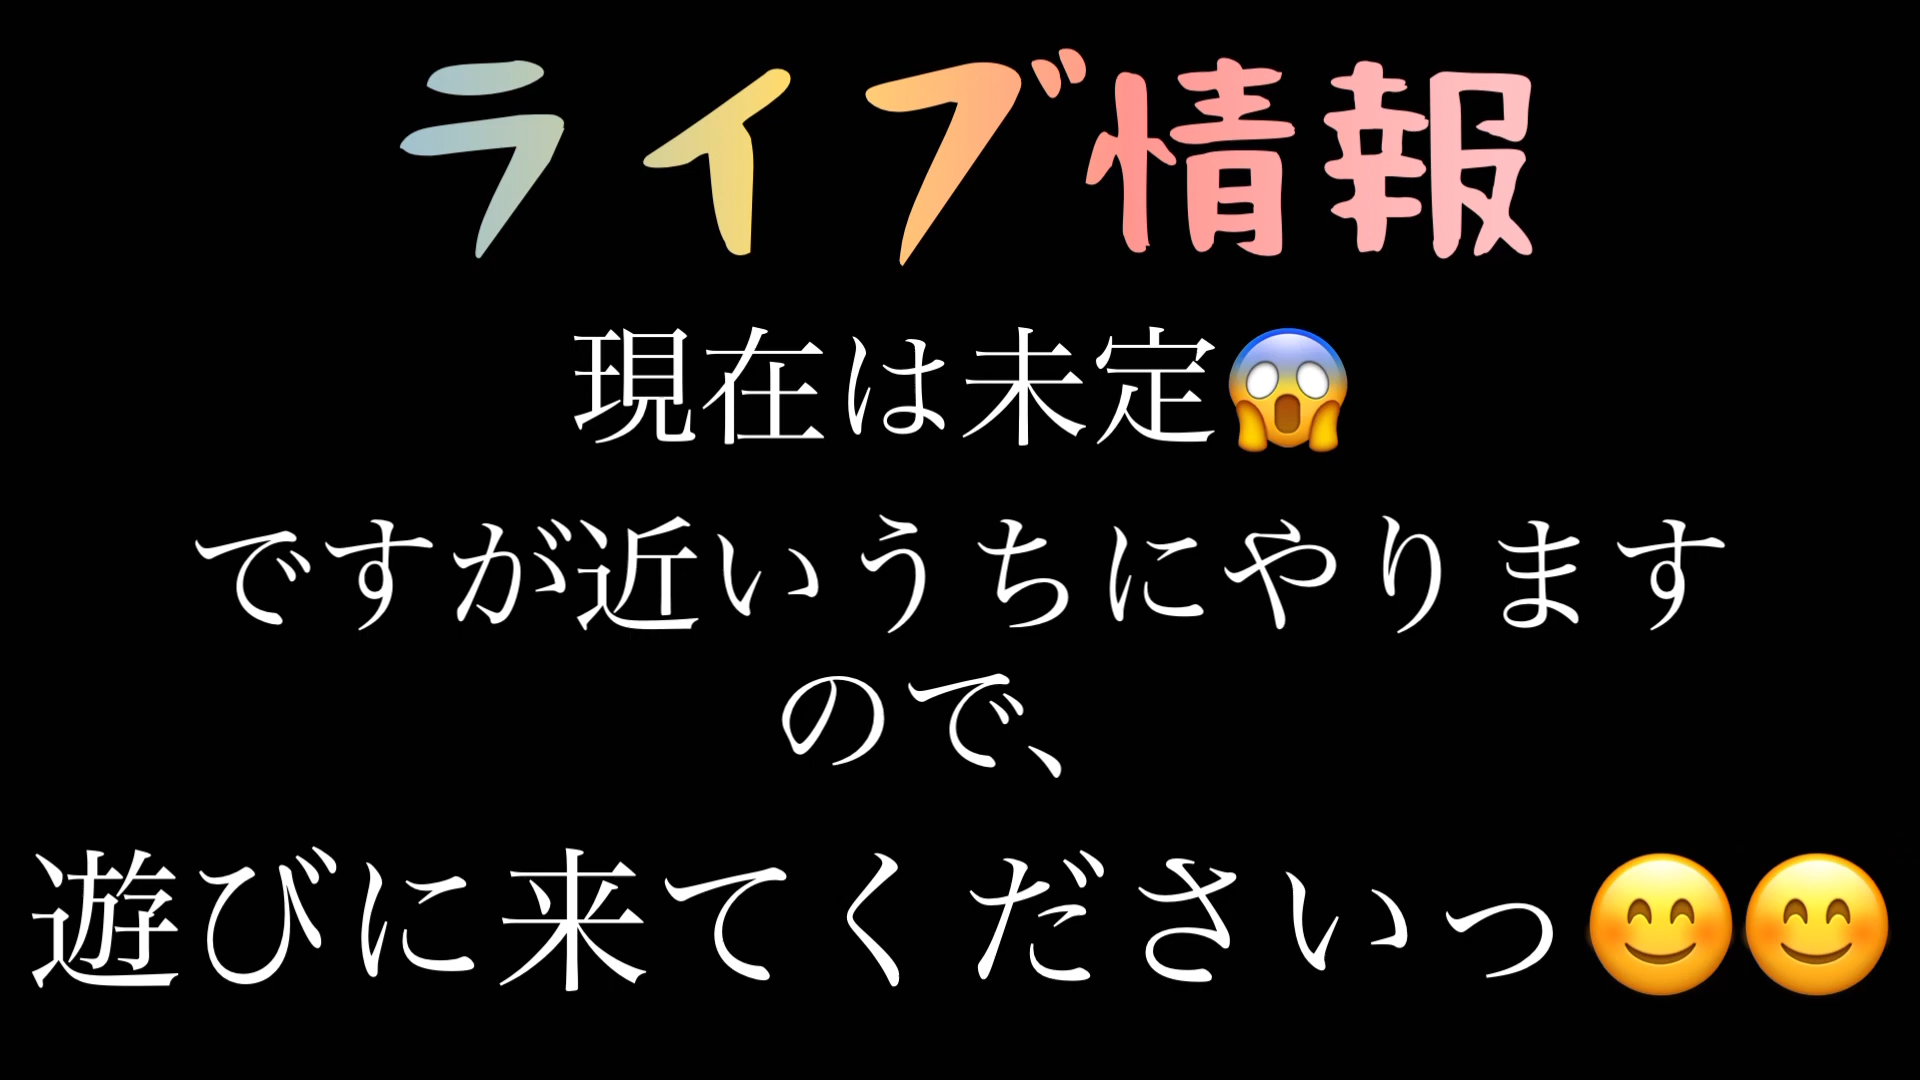 ライブ情報
現在は未定😱
ですが近いうちにやります
ので、
遊びに来てくださいっ😊😊